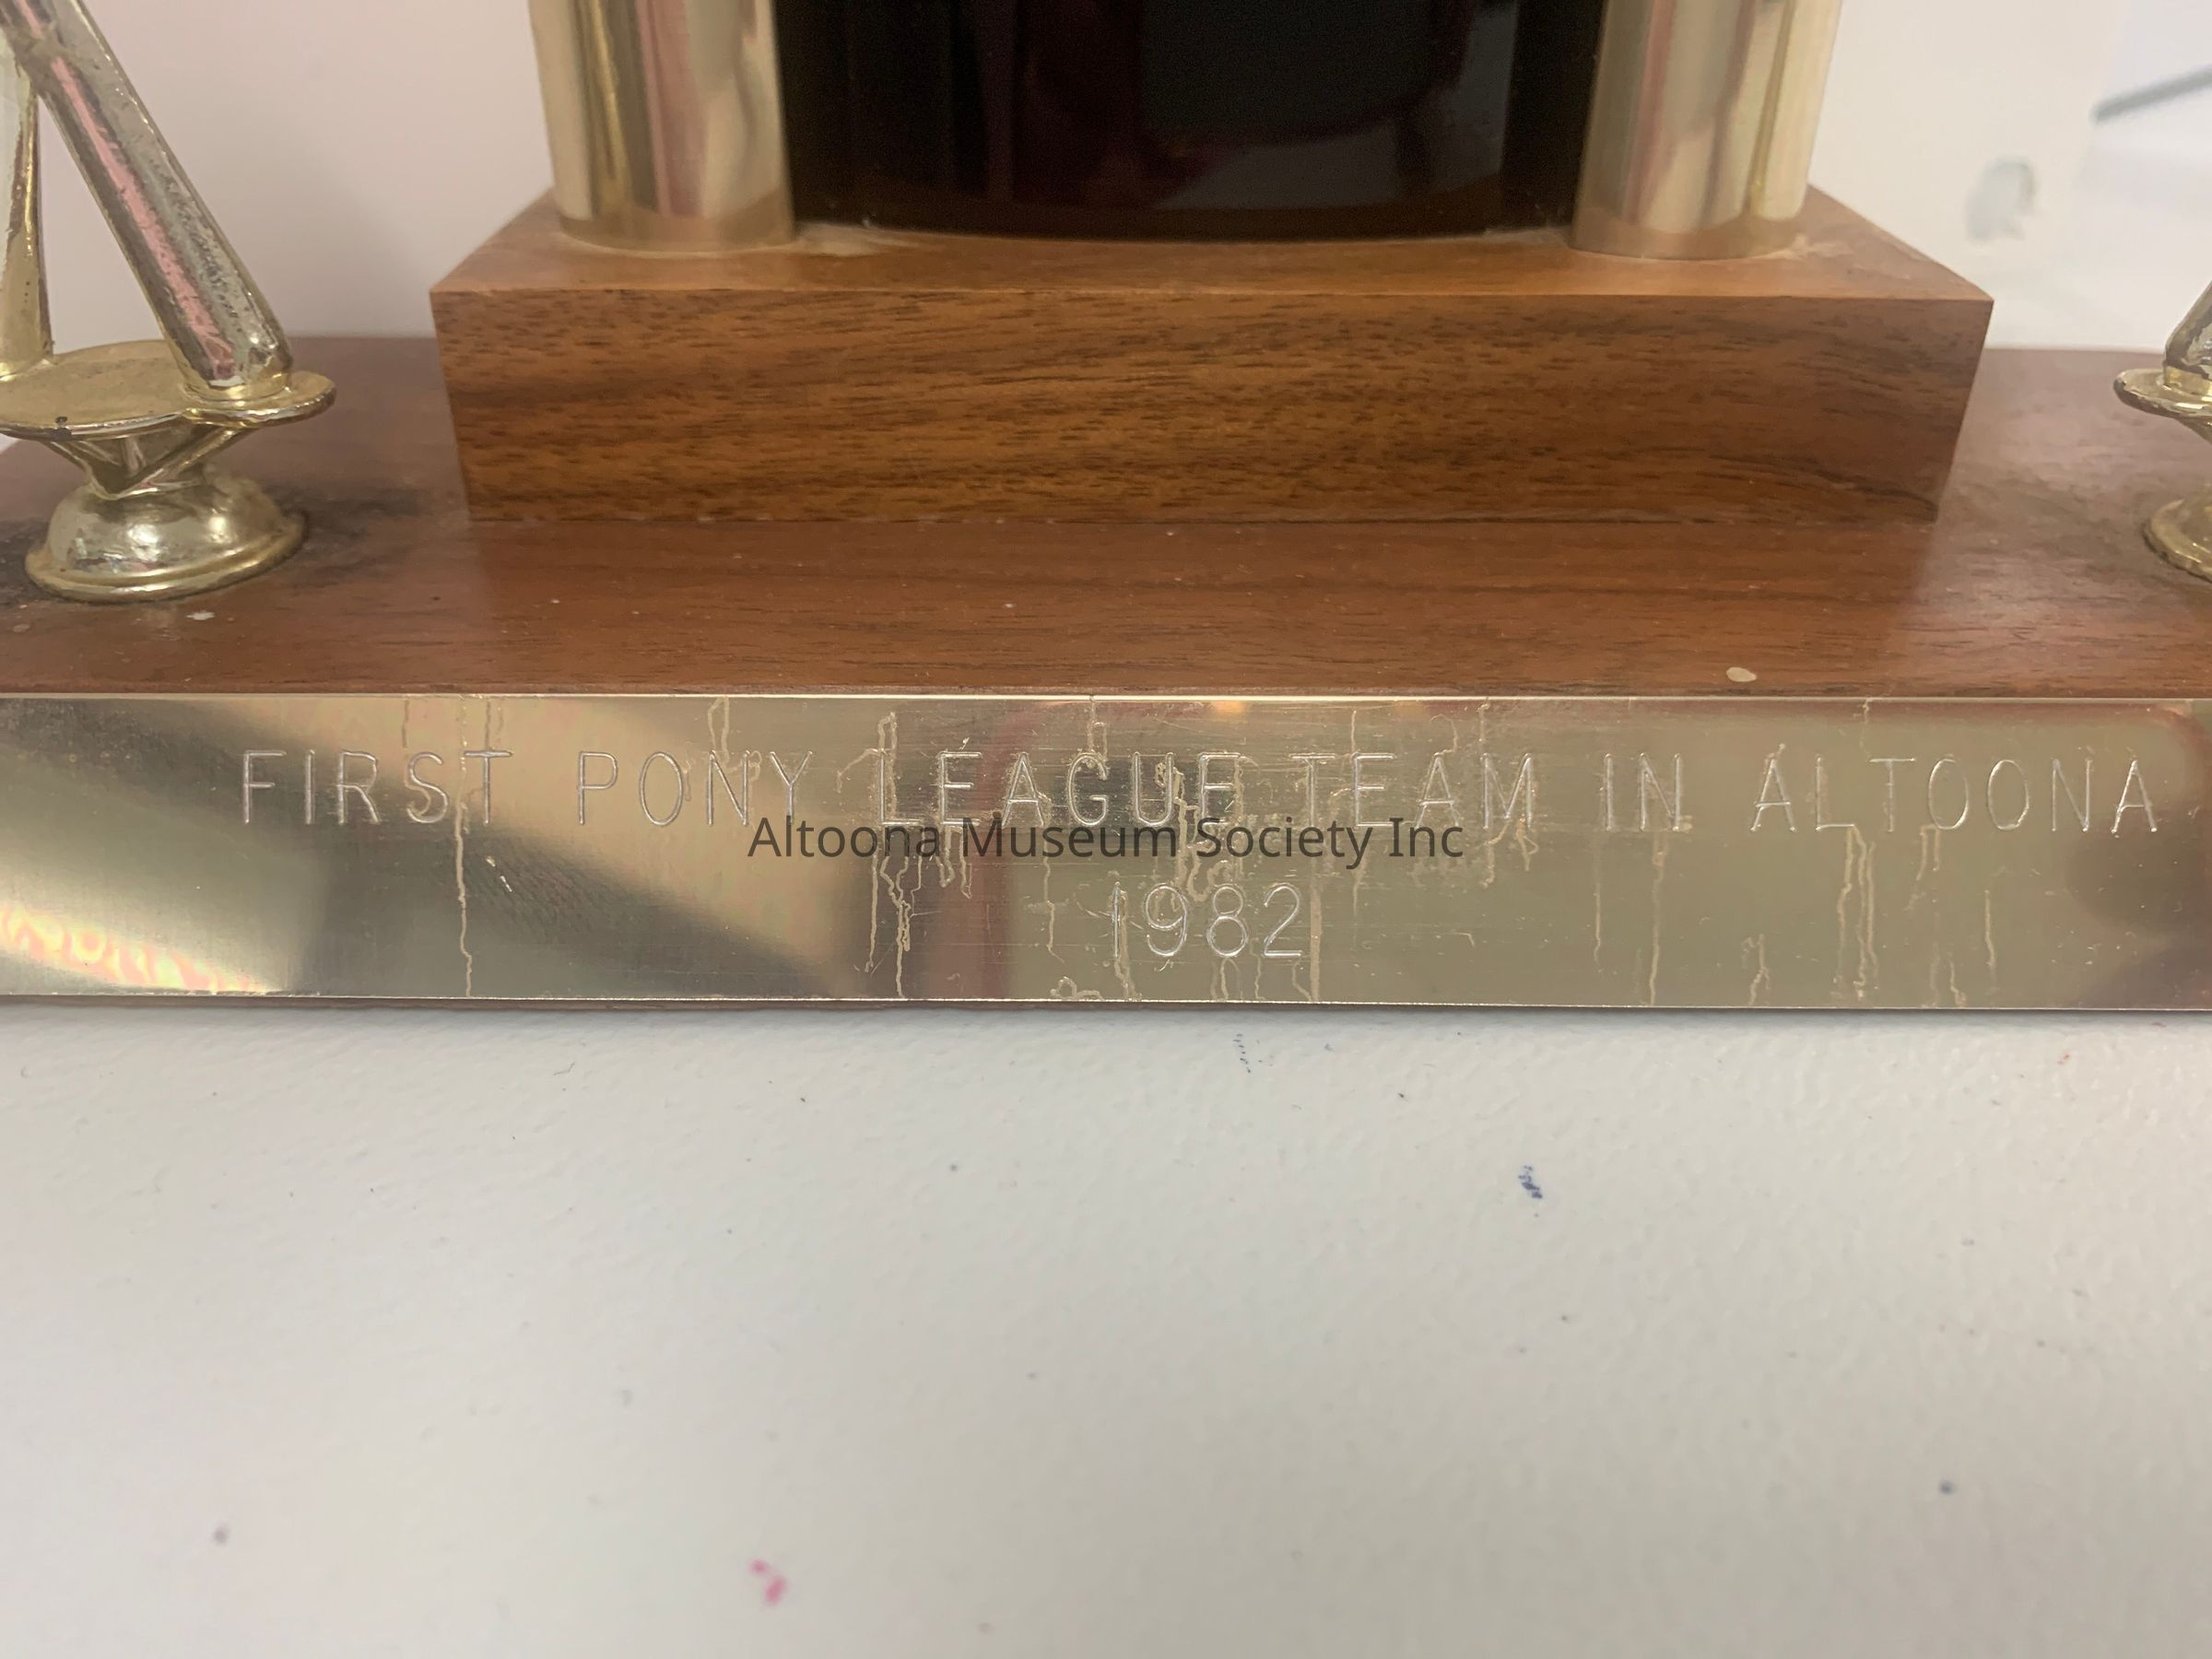 FIRST PONY LEAGUE TEAM IN ALTOONA
Altoona Museum Society Inc
1982